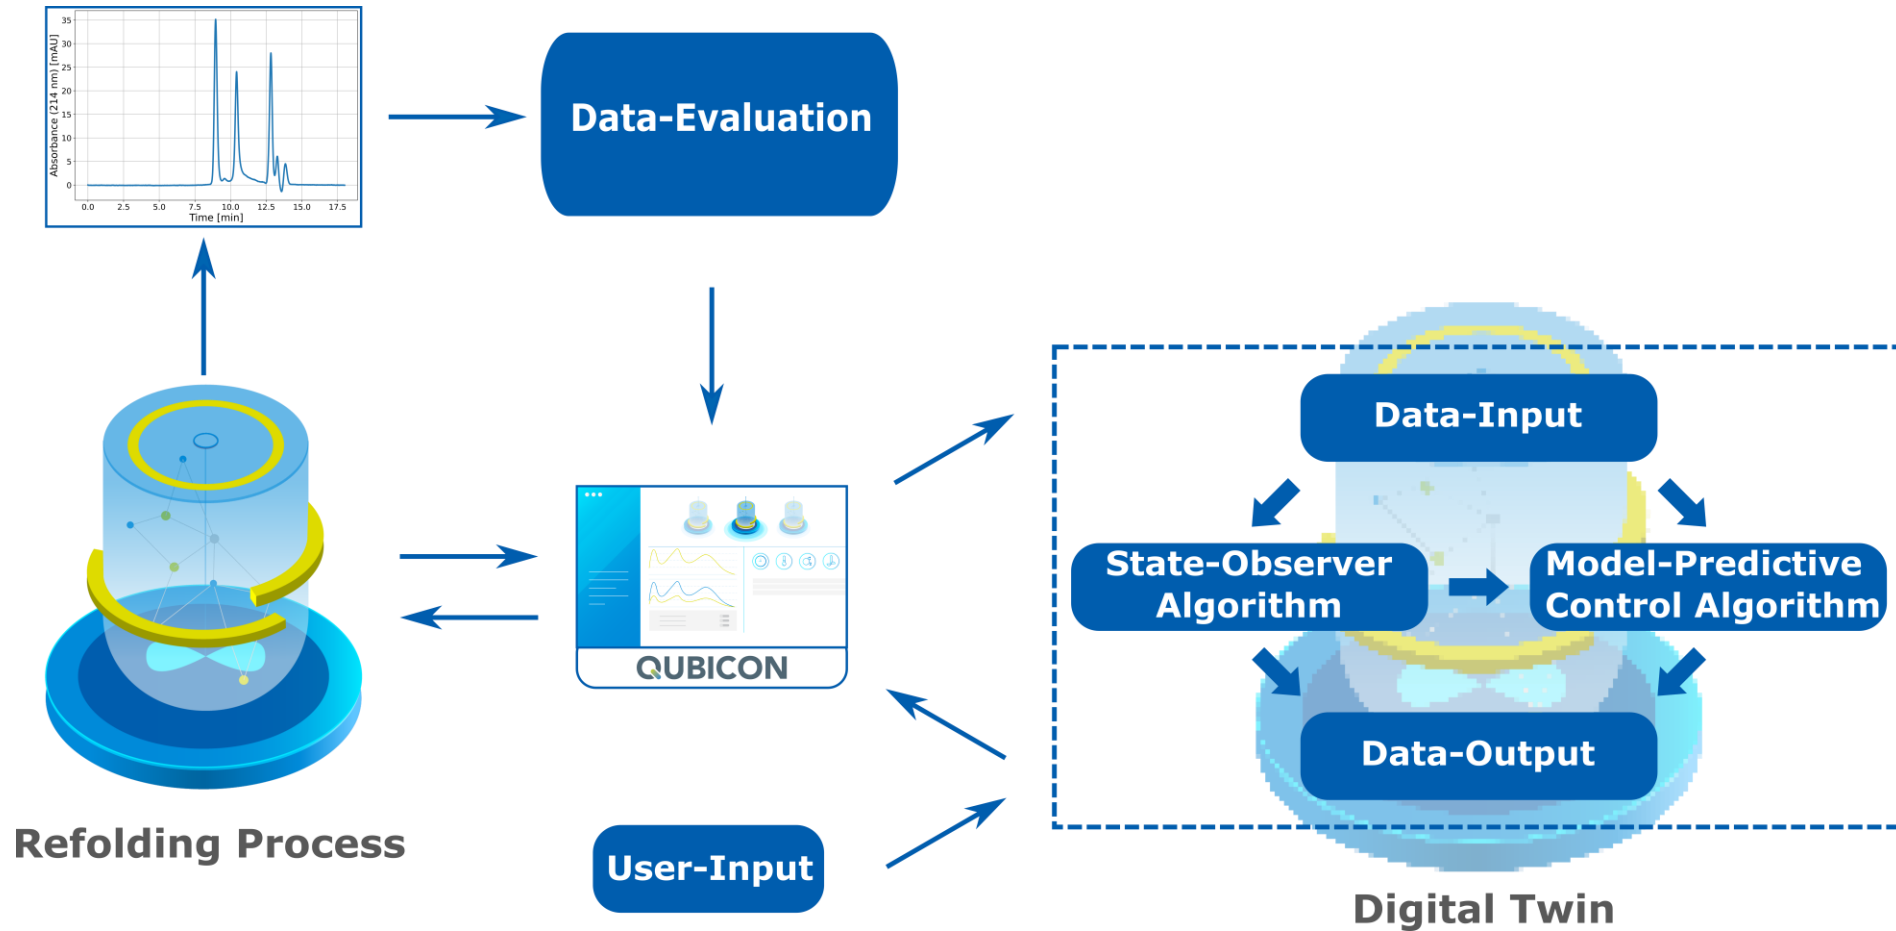 35
30
25
20
15
10
5
0
Absorbance (214 nm) [mAU]
0.0 2.5 5.0 7.5 10.0 12.5 15.0 17.5
Time [min]
Data-Evaluation
Data-Input
State-Observer
Algorithm
Model-Predictive
Control Algorithm
QUBICON
Data-Output
Refolding Process
User-Input
Digital Twin